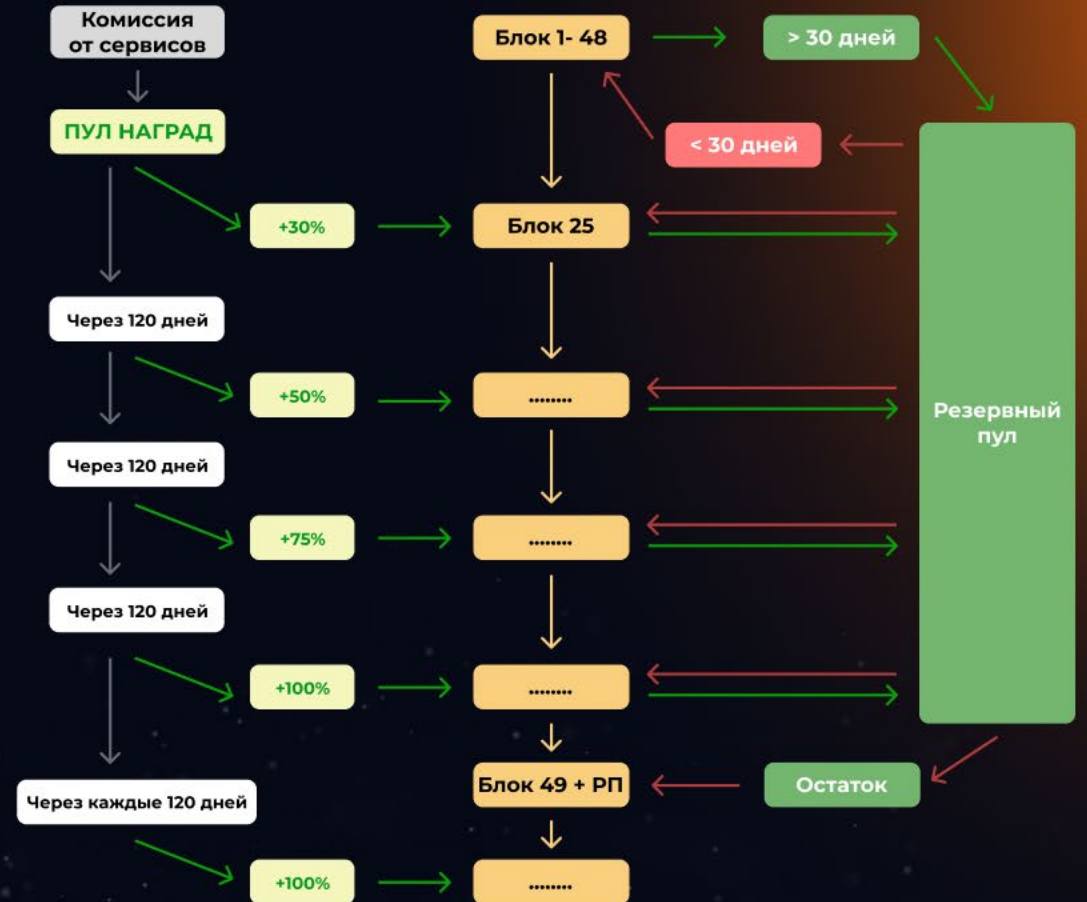 Комиссия
от сервисов
Блок 1- 48
> 30 дней
ПУЛ НАГРАД
< 30 дней
+30%
Блок 25
Через 120 дней
+50%
........
Резервный
пул
Через 120 дней
+75%
........
Через 120 дней
+100%
........
Блок 49 + РП
Остаток
Через каждые 120 дней
+100%
........